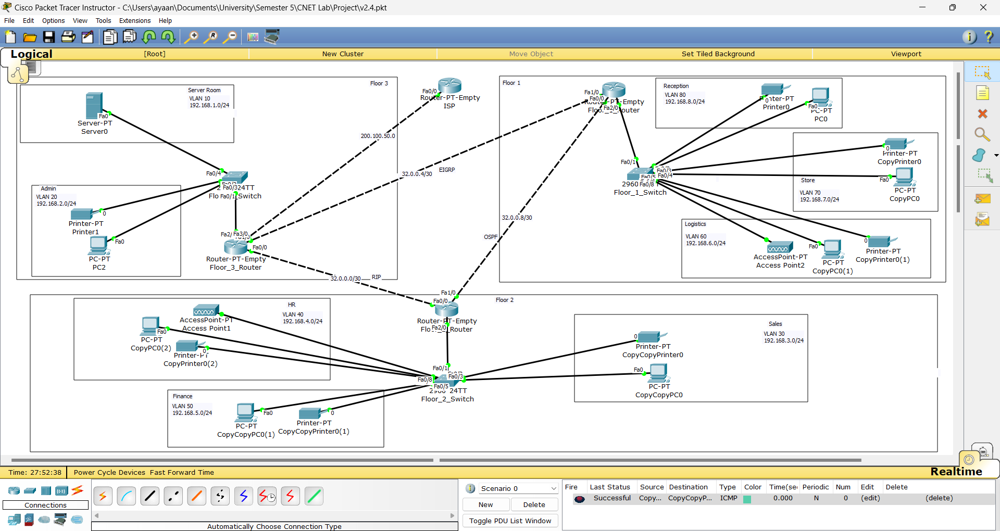 Cisco Packet Tracer Instructor - C:\Users\ayaan\Documents\University\Semester 5\CNET Lab\Project\v2.4.pkt
File Edit Options View Tools Extensions Help
Logical [Root] New Cluster Move Object Set Tiled Background Viewport
Floor 3
Server Room
VLAN 10
192.168.1.0/24
Fa0
Server-PT
Server0
Fa0/4
Fa0/3
24TT
Fa0/1
Switch
Admin
VLAN 20
192.168.2.0/24
0
Printer-PT
Printer1
Fa0
PC-PT
PC2
Fa2/
Fa3/0
Fa0/0
Router-PT-Empty
Floor_3_Router
Fa0/0
Router-PT-Empty
ISP
200.100.50.0
32.0.0.4/30
EIGRP
32.0.0.0/30
RIP
32.0.0.8/30
OSPF
Floor 1
Fa1/0
Fa0/0
Fa2/0
PT-Empty
Reception
VLAN 80
192.168.8.0/24
0
Printer0
Fa0
PC-PT
PC0
Fa0/1
Fa0/3
Fa0/4
Fa0/5
Fa0/8
2960
Floor_1_Switch
0
Printer-PT
CopyPrinter0
Store
VLAN 70
192.168.7.0/24
Fa0
PC-PT
CopyPC0
Logistics
VLAN 60
192.168.6.0/24
AccessPoint-PT
Access Point2
Fa0
PC-PT
CopyPC0(1)
0
Printer-PT
CopyPrinter0(1)
Floor 2
Fa1/0
Fa0/0
Router-PT-Empty
Fa2/0
Router
HR
VLAN 40
192.168.4.0/24
AccessPoint-PT
Access Point1
Fa0
PC-PT
CopyPC0(2)
0
Printer-PT
CopyPrinter0(2)
Fa0/1
Fa0/3
Fa0/8
Fa0/5
24TT
Floor_2_Switch
Sales
VLAN 30
192.168.3.0/24
0
Printer-PT
CopyCopyPrinter0
Fa0
PC-PT
CopyCopyPC0
Finance
VLAN 50
192.168.5.0/24
Fa0
PC-PT
CopyCopyPC0(1)
0
Printer-PT
CopyCopyPrinter0(1)
Time: 27:52:38 Power Cycle Devices Fast Forward Time
Realtime
Connections
Automatically Choose Connection Type
Scenario 0
New Delete
Toggle PDU List Window
Fire Last Status Source Destination Type Color Time(se Periodic Num Edit Delete
Successful Copy... CopyCopyP... ICMP 0.000 N 0 (edit) (delete)